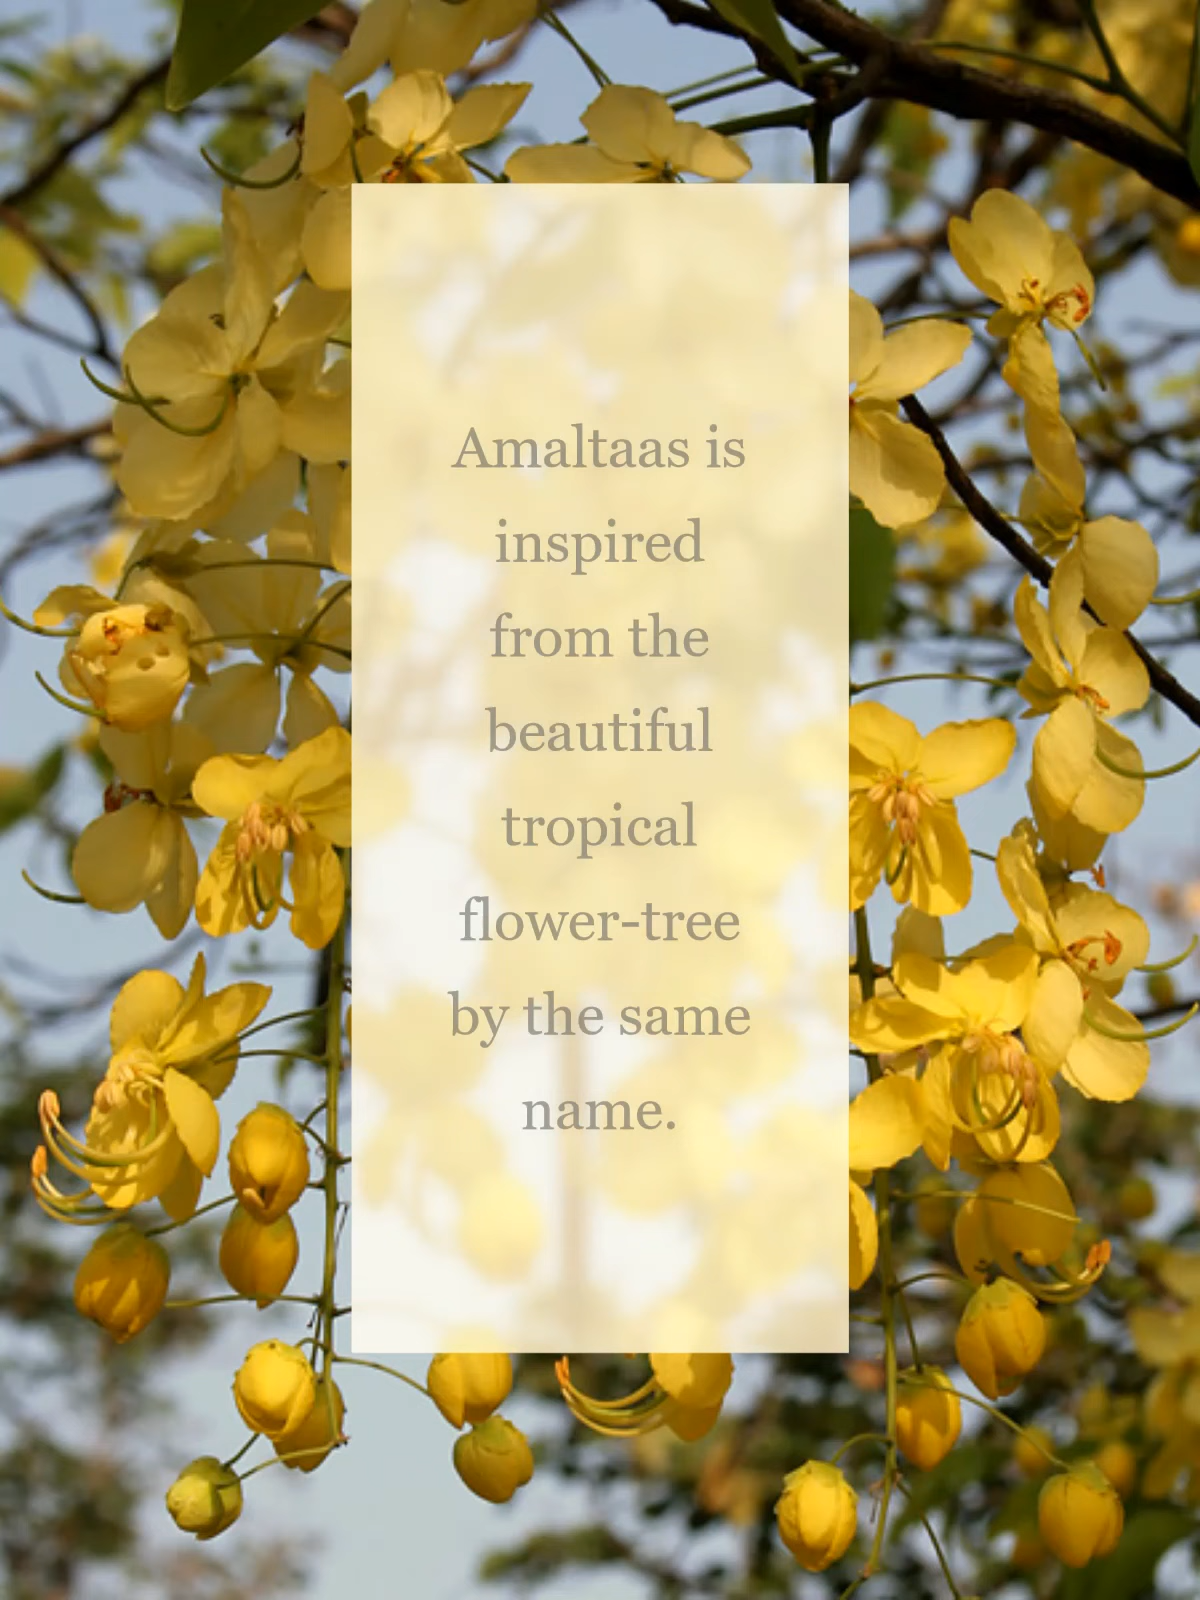 Amaltaas is
inspired
from the
beautiful
tropical
flower-tree
by the same
name.